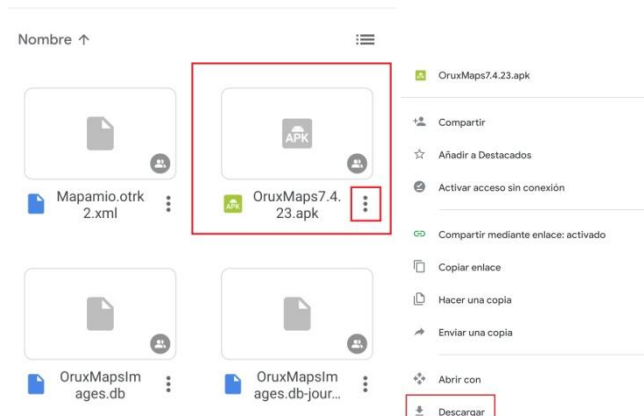 Nombre ↑
APK
Mapamio.otrk
2.xml
APK
OruxMaps7.4.
23.apk
OruxMapsIm
ages.db
OruxMapsIm
ages.db-jour...
OruxMaps7.4.23.apk
Compartir
Añadir a Destacados
Activar acceso sin conexión
Compartir mediante enlace: activado
Copiar enlace
Hacer una copia
Enviar una copia
Abrir con
Descargar